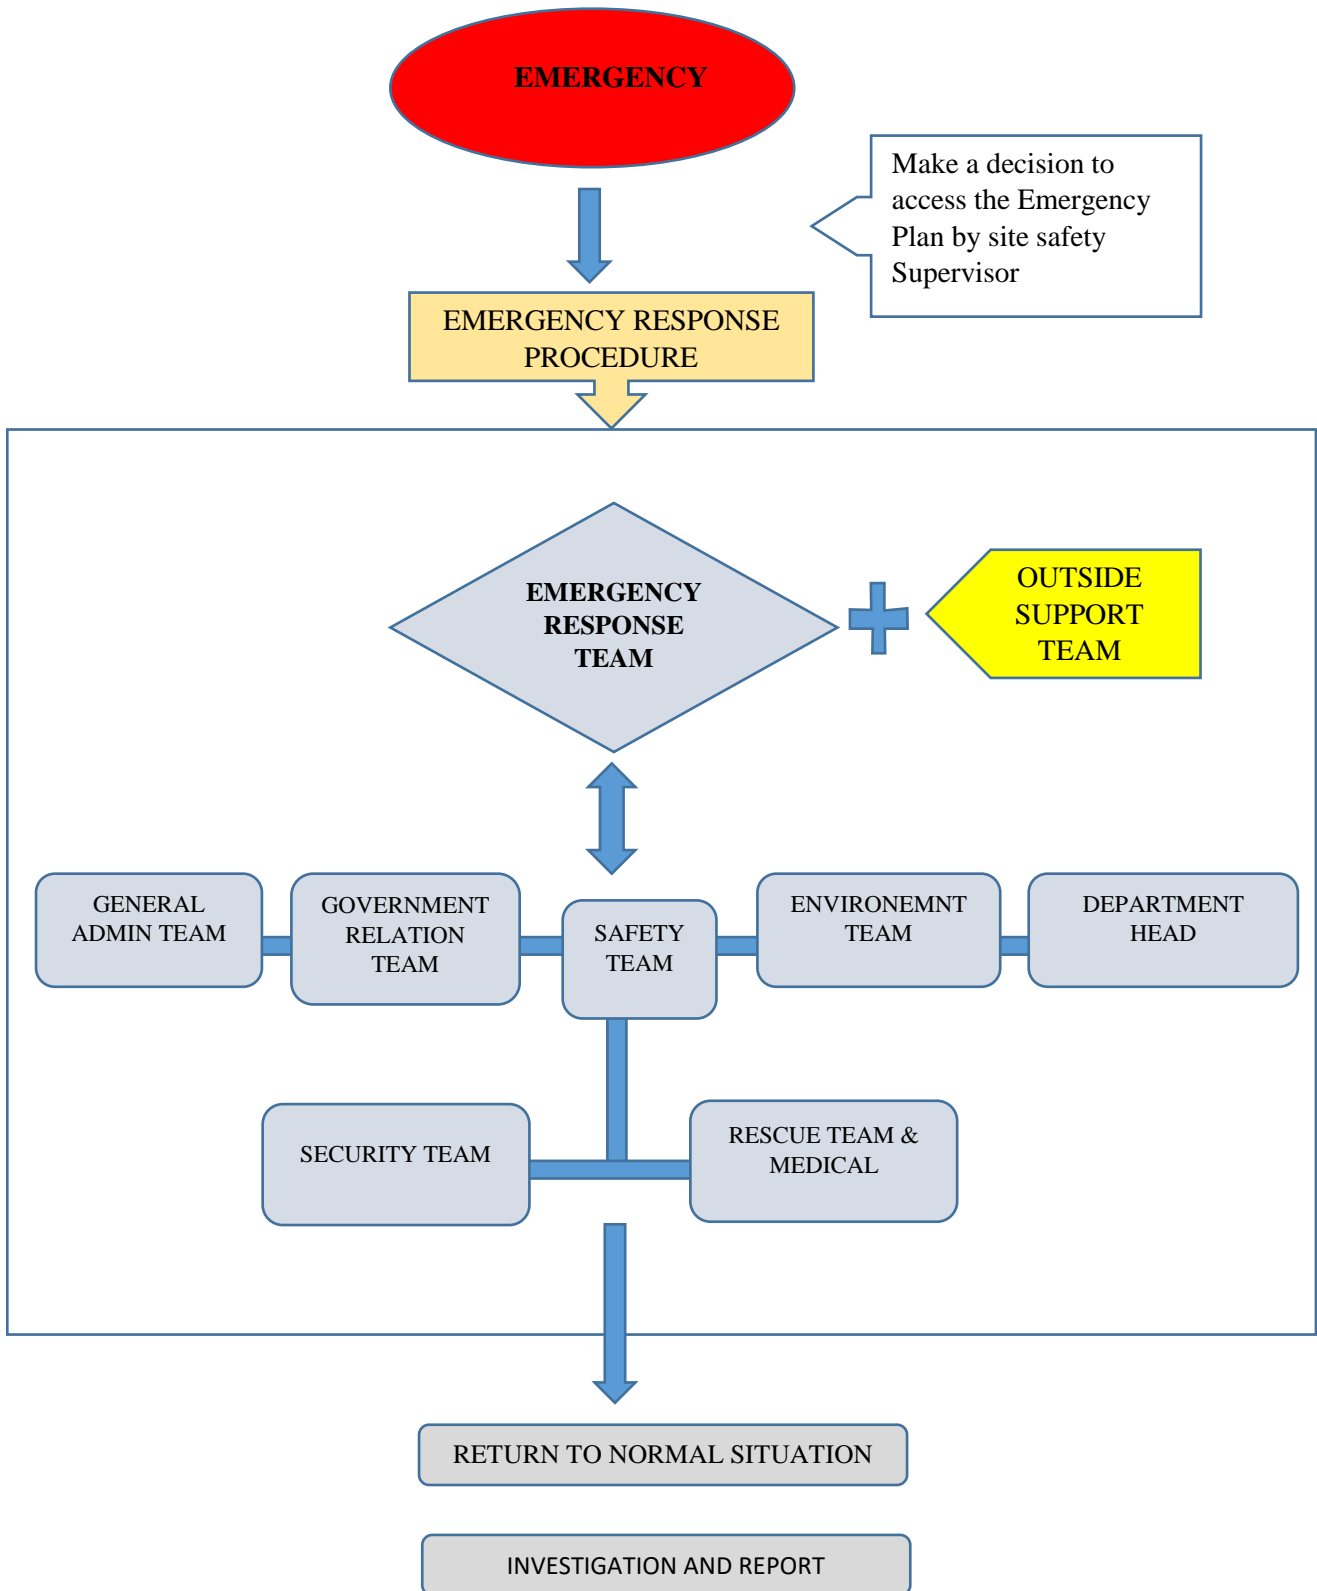 EMERGENCY
Make a decision to
access the Emergency
Plan by site safety
Supervisor
EMERGENCY RESPONSE
PROCEDURE
EMERGENCY
RESPONSE
TEAM
OUTSIDE
SUPPORT
TEAM
GENERAL
ADMIN TEAM
GOVERNMENT
RELATION
TEAM
SAFETY
TEAM
ENVIRONEMNT
TEAM
DEPARTMENT
HEAD
SECURITY TEAM
RESCUE TEAM &
MEDICAL
RETURN TO NORMAL SITUATION
INVESTIGATION AND REPORT